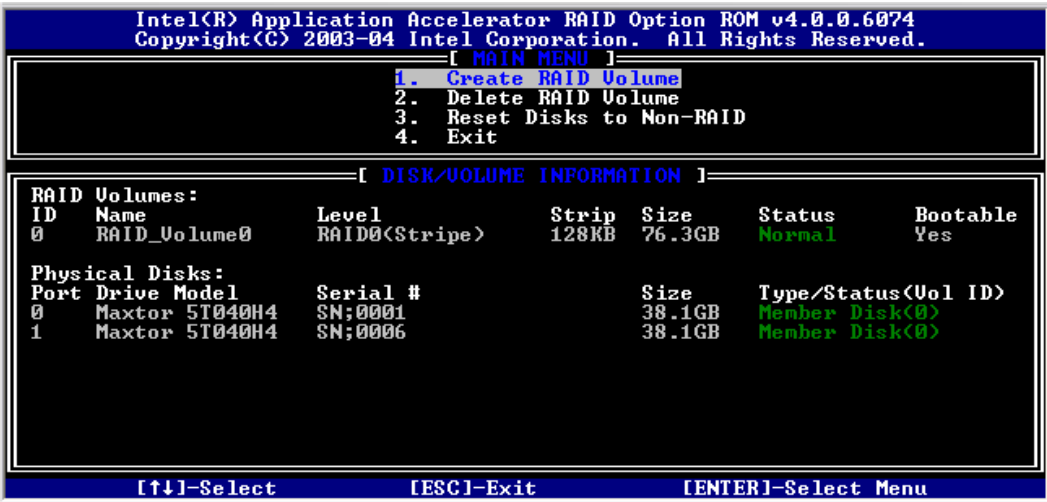 Intel(R) Application Accelerator RAID Option ROM v4.0.0.6074
Copyright(C) 2003-04 Intel Corporation. All Rights Reserved.
[ MAIN MENU ]
1. Create RAID Volume
2. Delete RAID Volume
3. Reset Disks to Non-RAID
4. Exit
[ DISK/VOLUME INFORMATION ]
RAID Volumes:
ID Name Level Strip Size Status Bootable
0 RAID_Volume0 RAID0(Stripe) 128KB 76.3GB Normal Yes
Physical Disks:
Port Drive Model Serial # Size Type/Status(Vol ID)
0 Maxtor 5T040H4 SN;0001 38.1GB Member Disk(0)
1 Maxtor 5T040H4 SN;0006 38.1GB Member Disk(0)
[↑↓]-Select [ESC]-Exit [ENTER]-Select Menu